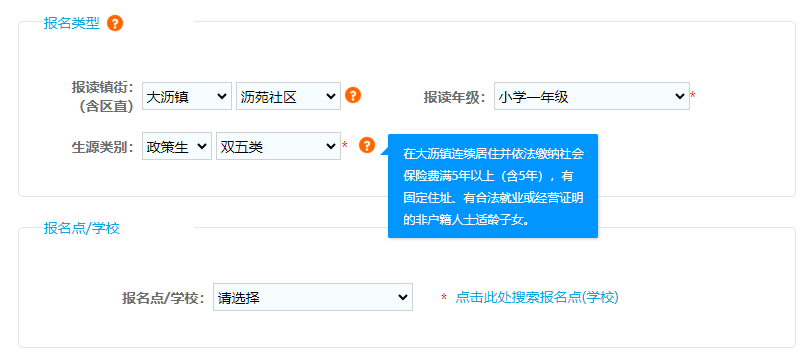 报名类型 ?
报读镇街:
(含区直)
大沥镇 沥苑社区 ?
报读年级: 小学一年级 *
生源类别: 政策生 双五类 * ?
在大沥镇连续居住并依法缴纳社会
保险费满5年以上（含5年），有
固定住址、有合法就业或经营证明
的非户籍人士适龄子女。
报名点/学校
报名点/学校: 请选择 * 点击此处搜索报名点(学校)